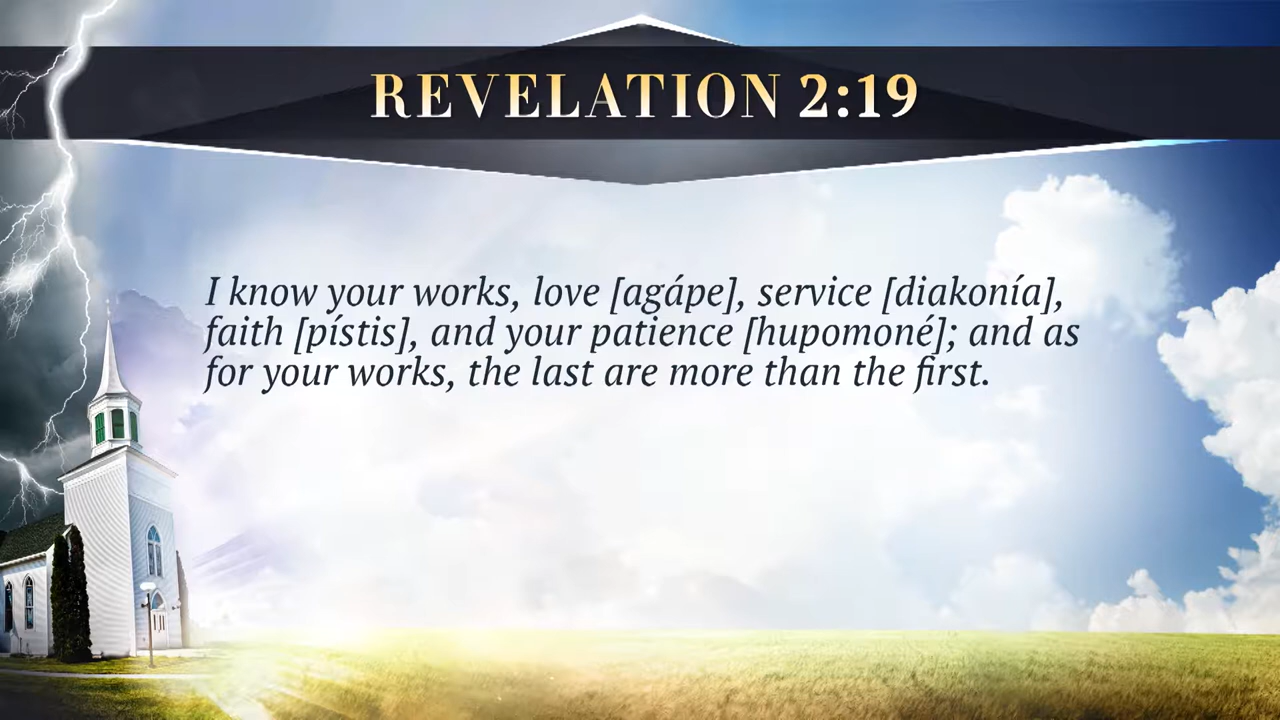 REVELATION 2:19
I know your works, love [agápe], service [diakonía],
faith [pístis], and your patience [hupomoné]; and as
for your works, the last are more than the first.